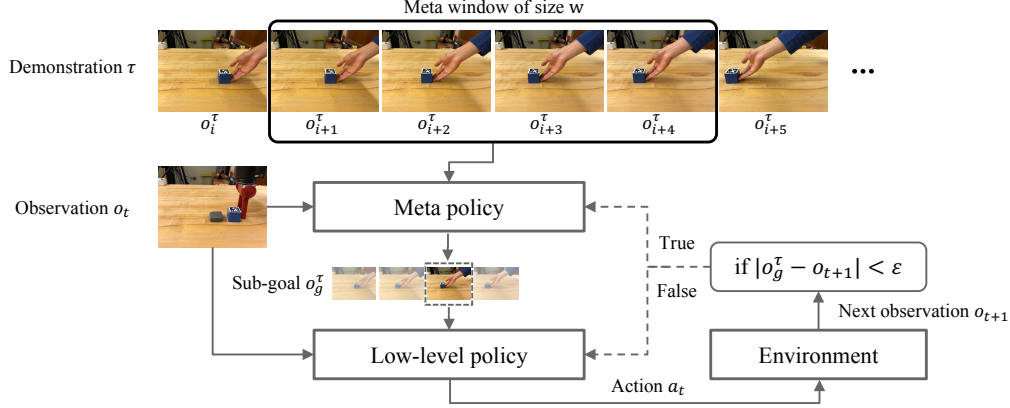 Meta window of size w
Demonstration τ
...
o_i^τ
o_{i+1}^τ
o_{i+2}^τ
o_{i+3}^τ
o_{i+4}^τ
o_{i+5}^τ
Observation o_t
Meta policy
True
if |o_g^τ − o_{t+1}| < ε
Sub-goal o_g^τ
False
Next observation o_{t+1}
Low-level policy
Environment
Action a_t